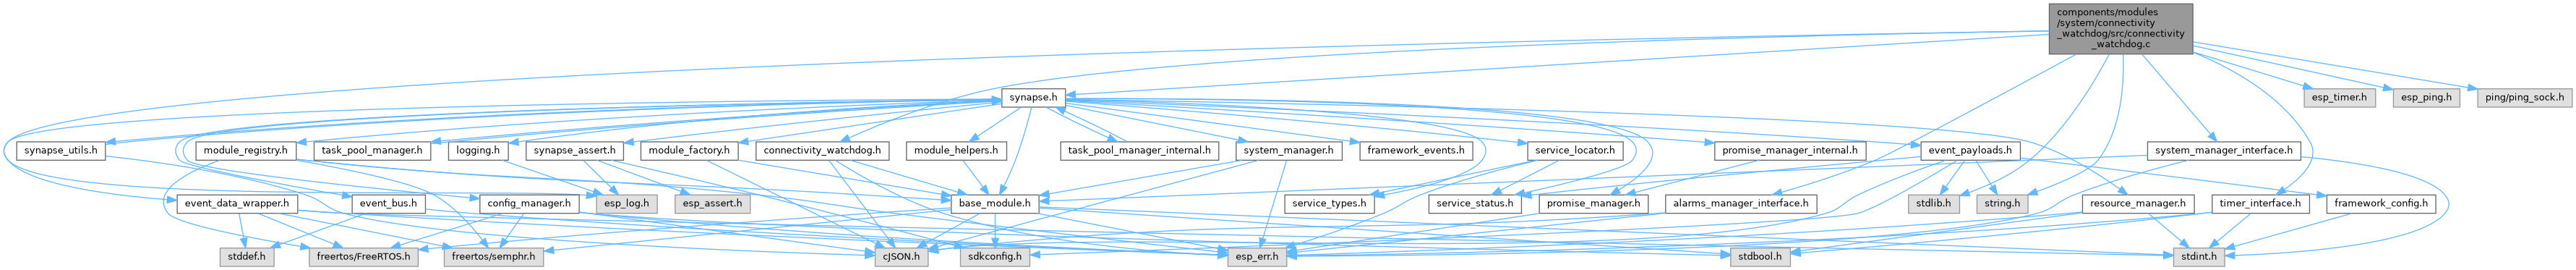 components/modules
/system/connectivity
_watchdog/src/connectivity
_watchdog.c
synapse.h
esp_timer.h
esp_ping.h
ping/ping_sock.h
synapse_utils.h
module_registry.h
task_pool_manager.h
logging.h
synapse_assert.h
module_factory.h
connectivity_watchdog.h
module_helpers.h
task_pool_manager_internal.h
system_manager.h
framework_events.h
service_locator.h
promise_manager_internal.h
event_payloads.h
system_manager_interface.h
event_data_wrapper.h
event_bus.h
config_manager.h
esp_log.h
esp_assert.h
base_module.h
service_types.h
service_status.h
promise_manager.h
alarms_manager_interface.h
stdlib.h
string.h
resource_manager.h
timer_interface.h
framework_config.h
stddef.h
freertos/FreeRTOS.h
freertos/semphr.h
cJSON.h
sdkconfig.h
esp_err.h
stdbool.h
stdint.h